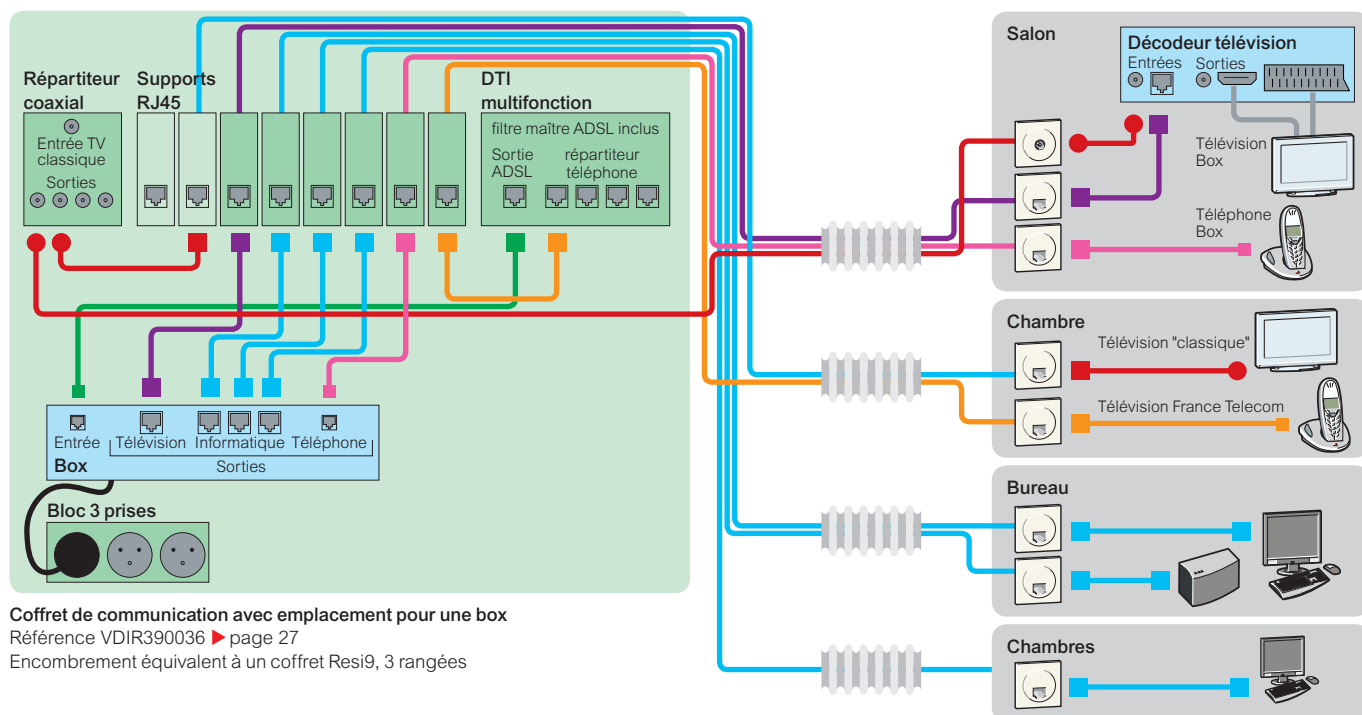 Répartiteur
coaxial
Entrée TV
classique
Sorties
Supports
RJ45
DTI
multifonction
filtre maître ADSL inclus
Sortie
ADSL
répartiteur
téléphone
Entrée
Télévision
Informatique
Téléphone
Box
Sorties
Bloc 3 prises
Coffret de communication avec emplacement pour une box
Référence VDIR390036 ▶ page 27
Encombrement équivalent à un coffret Resi9, 3 rangées
Salon
Décodeur télévision
Entrées
Sorties
Télévision
Box
Téléphone
Box
Chambre
Télévision "classique"
Télévision France Telecom
Bureau
Chambres